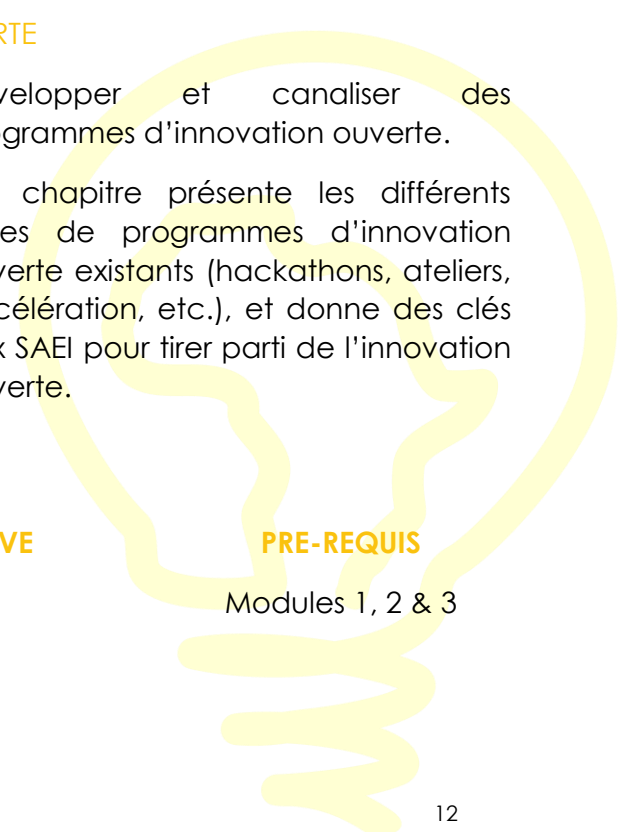 RTE
velopper et canaliser des
ogrammes d’innovation ouverte.
chapitre présente les différents
es de programmes d’innovation
verte existants (hackathons, ateliers,
célération, etc.), et donne des clés
x SAEI pour tirer parti de l’innovation
verte.
VE PRE-REQUIS
Modules 1, 2 & 3
12